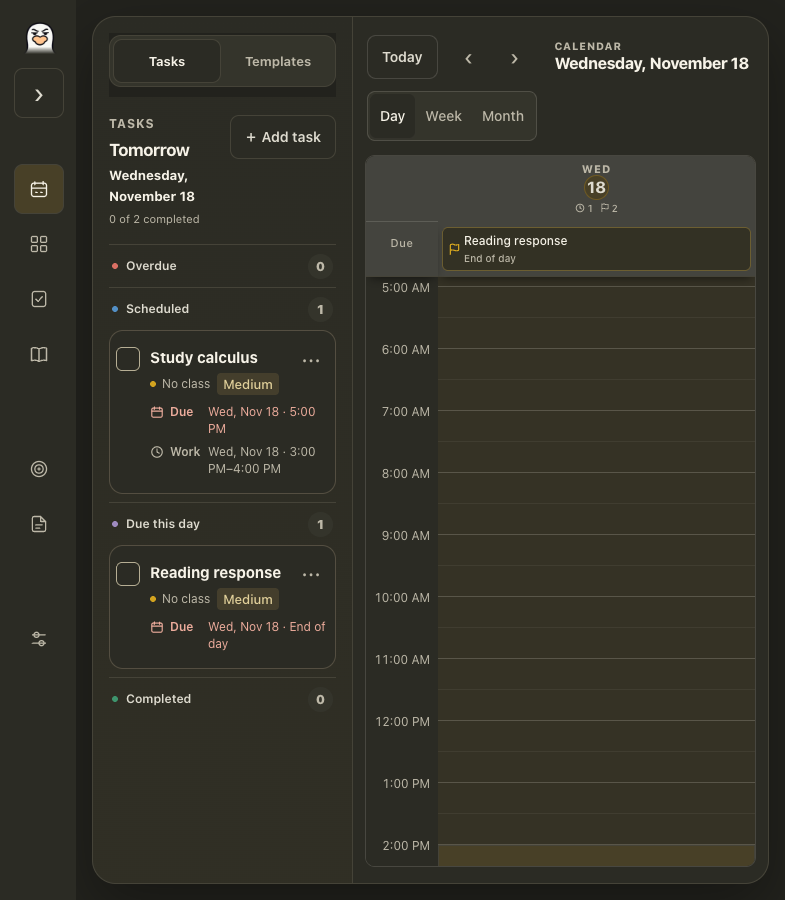 Tasks
Templates
TASKS
Tomorrow
Wednesday,
November 18
0 of 2 completed
+ Add task
Overdue
0
Scheduled
1
Study calculus
...
No class
Medium
Due
Wed, Nov 18 · 5:00
PM
Work
Wed, Nov 18 · 3:00
PM–4:00 PM
Due this day
1
Reading response
...
No class
Medium
Due
Wed, Nov 18 · End of
day
Completed
0
Today
‹
›
CALENDAR
Wednesday, November 18
Day
Week
Month
WED
18
1
2
Due
Reading response
End of day
5:00 AM
6:00 AM
7:00 AM
8:00 AM
9:00 AM
10:00 AM
11:00 AM
12:00 PM
1:00 PM
2:00 PM